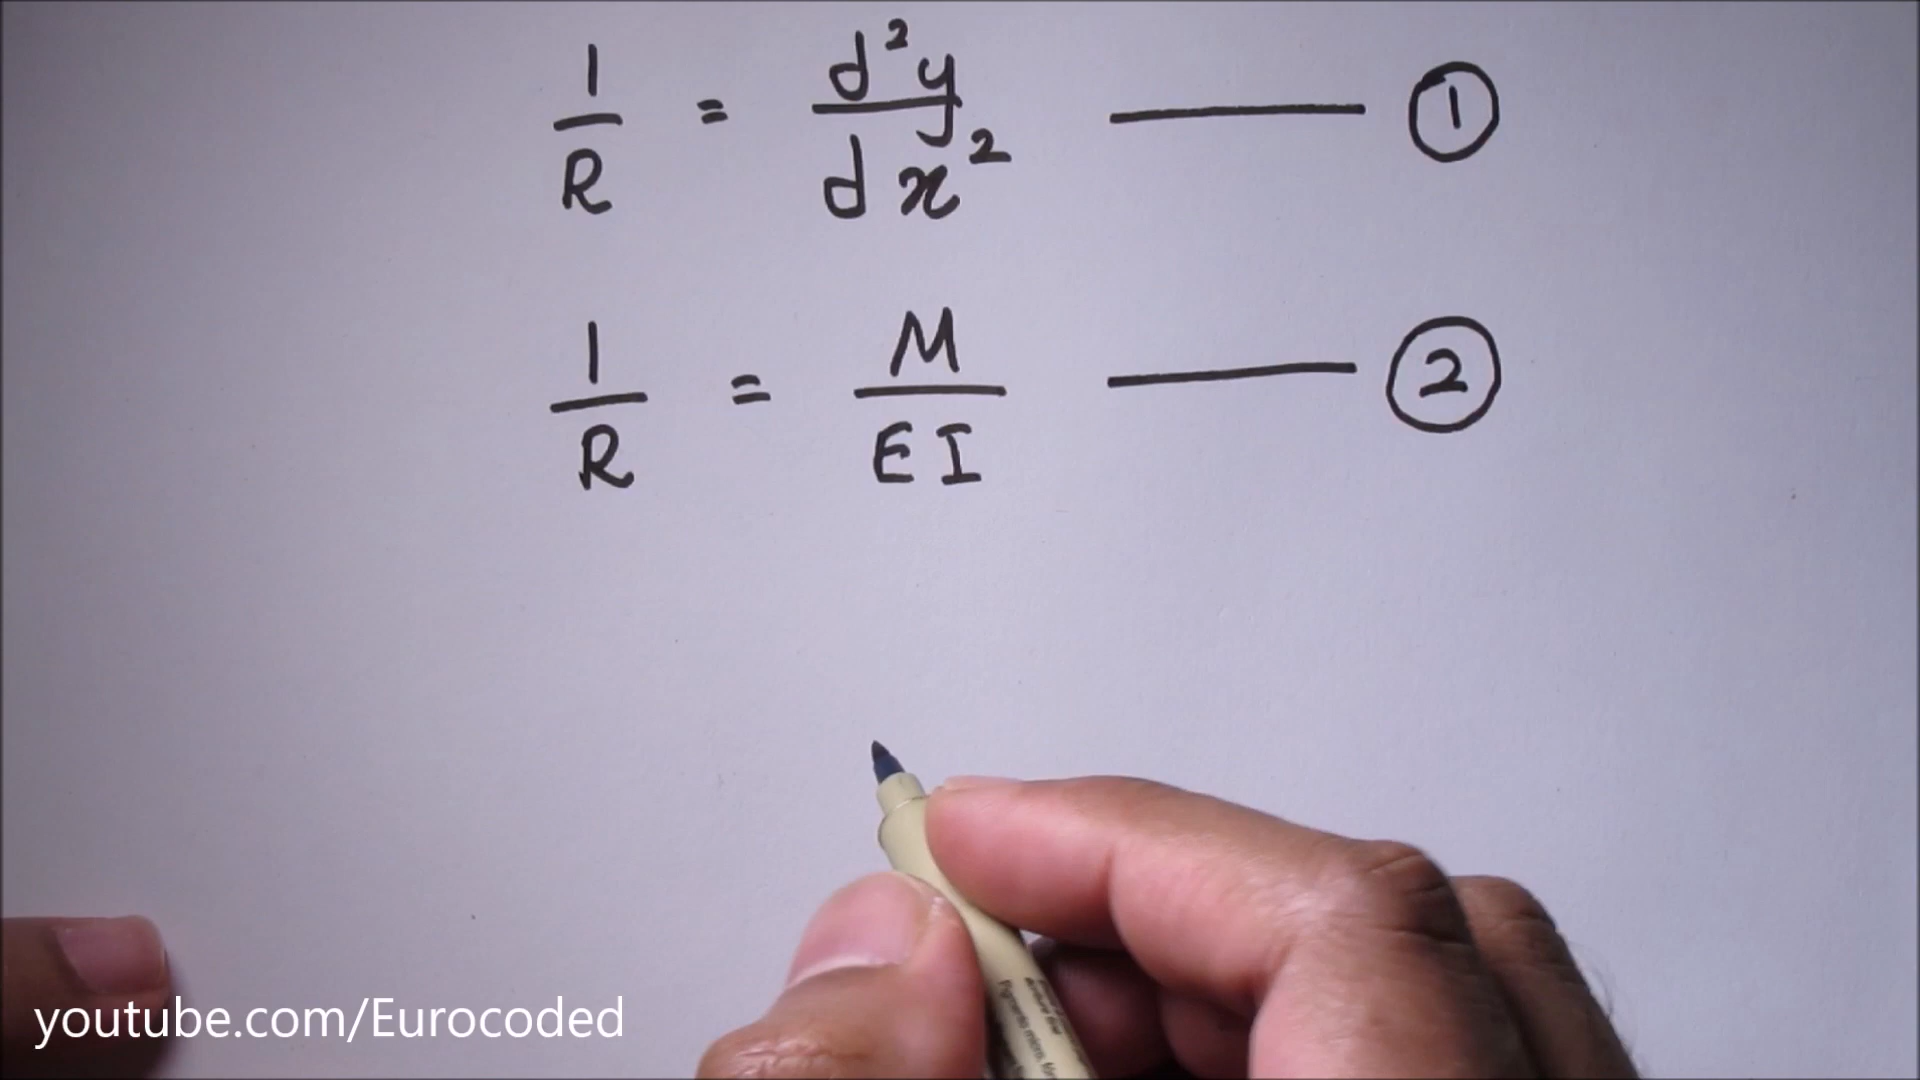 1/R = d²y/dx² —— ①
1/R = M/EI —— ②
youtube.com/Eurocoded